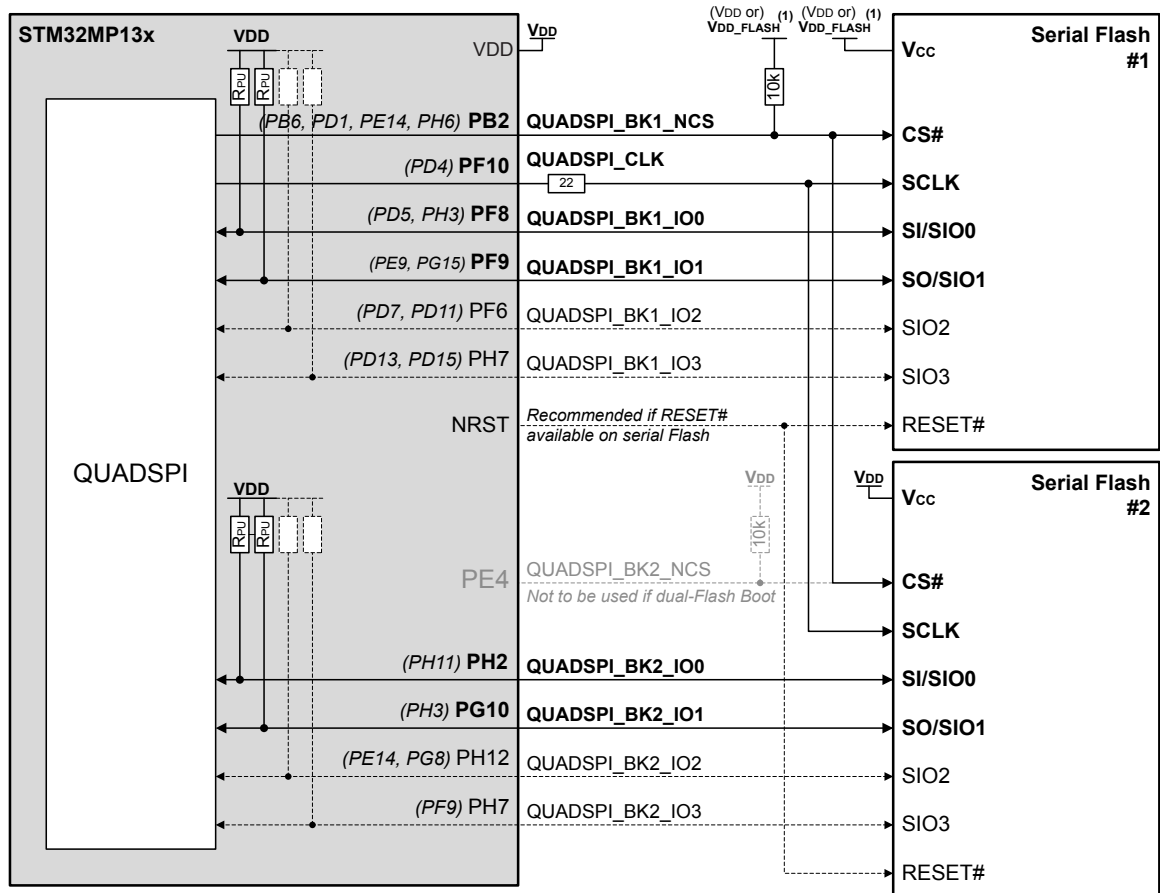 (VDD or) (1) (VDD or) (1)
VDD_FLASH VDD_FLASH
STM32MP13x
VDD
VDD
VDD
VCC
Serial Flash
#1
RPU
RPU
10k
(PB6, PD1, PE14, PH6) PB2
QUADSPI_BK1_NCS
CS#
(PD4) PF10
QUADSPI_CLK
22
SCLK
(PD5, PH3) PF8
QUADSPI_BK1_IO0
SI/SIO0
(PE9, PG15) PF9
QUADSPI_BK1_IO1
SO/SIO1
(PD7, PD11) PF6
QUADSPI_BK1_IO2
SIO2
(PD13, PD15) PH7
QUADSPI_BK1_IO3
SIO3
NRST
Recommended if RESET#
available on serial Flash
RESET#
QUADSPI
VDD
RPU
RPU
VDD
10k
VDD
VCC
Serial Flash
#2
PE4
QUADSPI_BK2_NCS
Not to be used if dual-Flash Boot
CS#
SCLK
(PH11) PH2
QUADSPI_BK2_IO0
SI/SIO0
(PH3) PG10
QUADSPI_BK2_IO1
SO/SIO1
(PE14, PG8) PH12
QUADSPI_BK2_IO2
SIO2
(PF9) PH7
QUADSPI_BK2_IO3
SIO3
RESET#